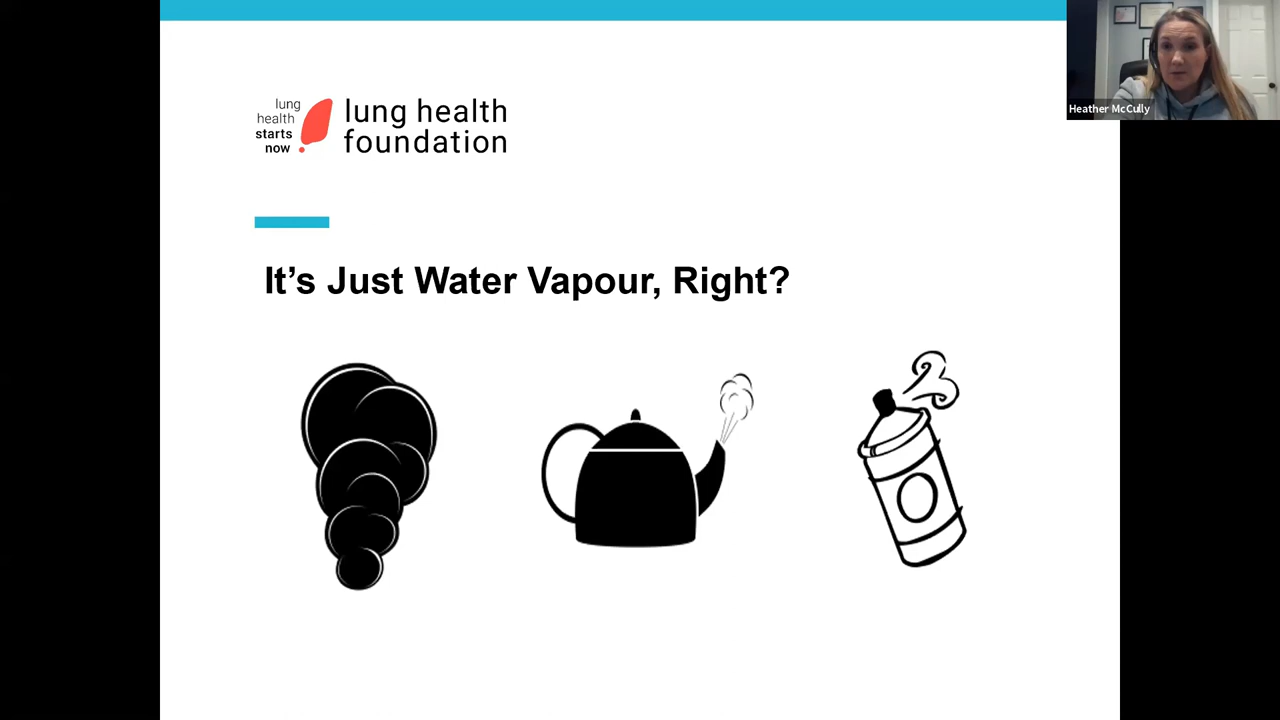 lung
health
starts
now
lung health
foundation
It's Just Water Vapour, Right?
Heather McCully